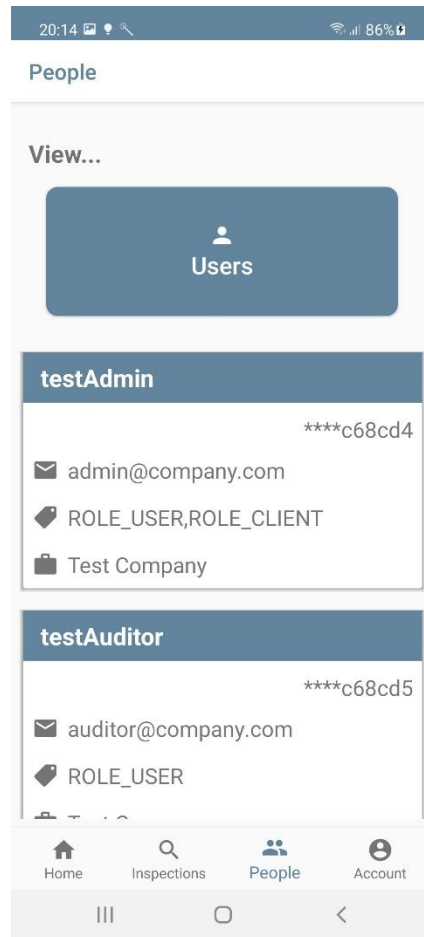 20:14 86%
People
View...
Users
testAdmin
****c68cd4
admin@company.com
ROLE_USER,ROLE_CLIENT
Test Company
testAuditor
****c68cd5
auditor@company.com
ROLE_USER
Home Inspections People Account